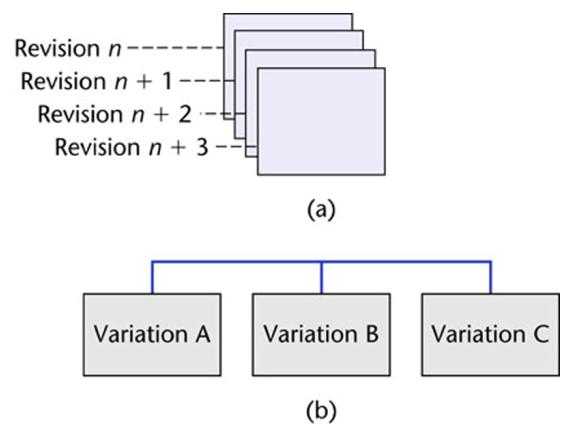 Revision n
Revision n + 1
Revision n + 2
Revision n + 3
(a)
Variation A
Variation B
Variation C
(b)